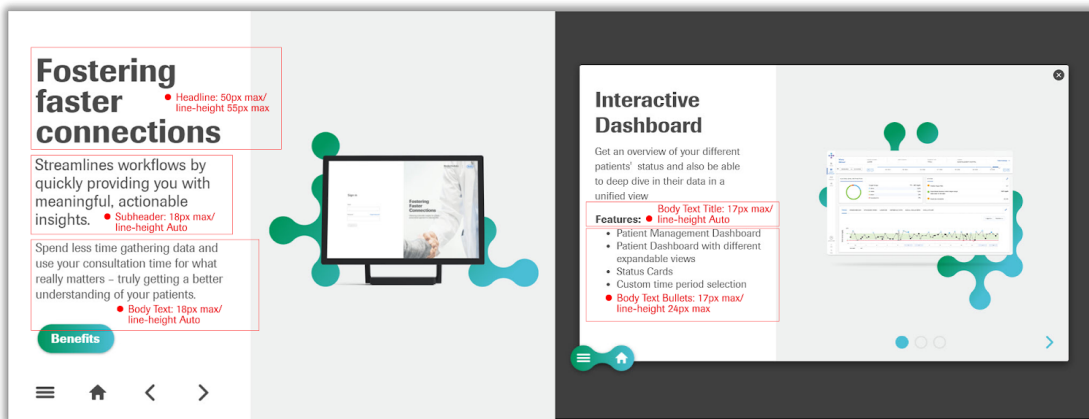 Fostering
faster
connections
Headline: 50px max/
line-height 55px max
Streamlines workflows by
quickly providing you with
meaningful, actionable
insights.
Subheader: 18px max/
line-height Auto
Spend less time gathering data and
use your consultation time for what
really matters – truly getting a better
understanding of your patients.
Body Text: 18px max/
line-height Auto
Benefits
Sign in
Fostering
Faster
Connections
Interactive
Dashboard
Get an overview of your different
patients' status and also be able
to deep dive in their data in a
unified view
Body Text Title: 17px max/
line-height Auto
Features:
• Patient Management Dashboard
• Patient Dashboard with different
expandable views
• Status Cards
• Custom time period selection
Body Text Bullets: 17px max/
line-height 24px max